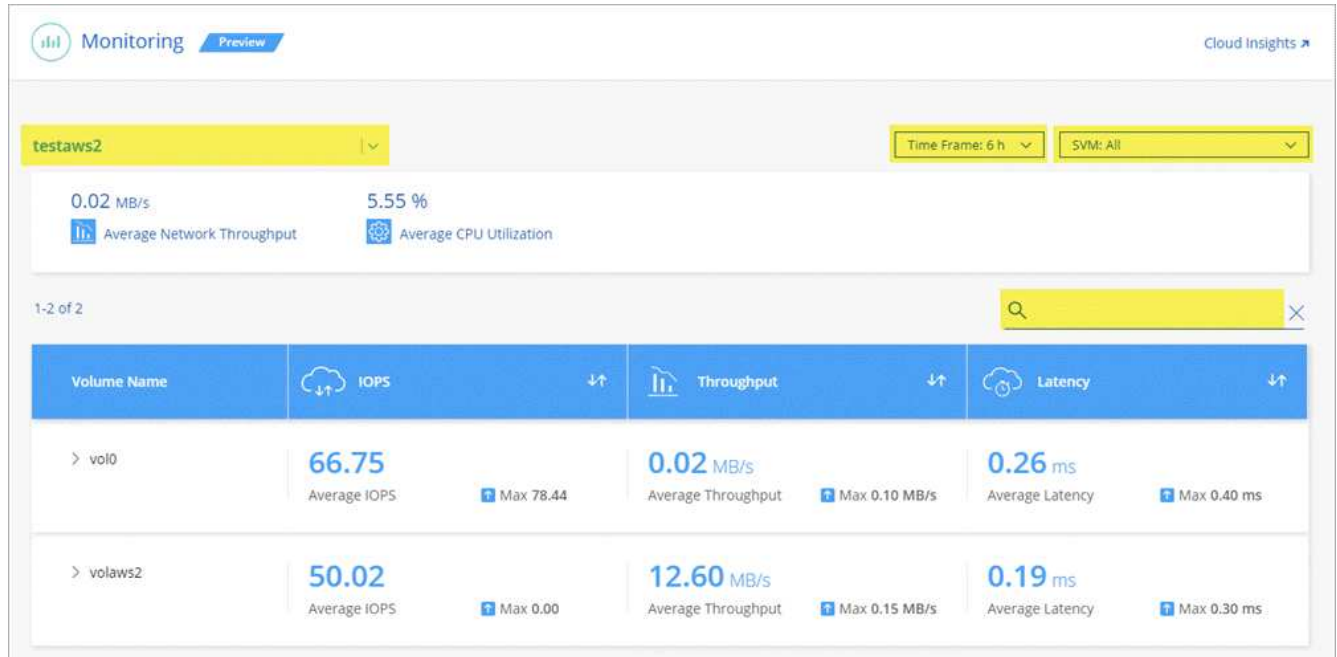 Monitoring Preview Cloud Insights
testaws2 Time Frame: 6 h SVM: All
0.02 MB/s 5.55 %
Average Network Throughput Average CPU Utilization
1-2 of 2
Volume Name IOPS Throughput Latency
vol0 66.75 0.02 MB/s 0.26 ms
Average IOPS Max 78.44 Average Throughput Max 0.10 MB/s Average Latency Max 0.40 ms
volaws2 50.02 12.60 MB/s 0.19 ms
Average IOPS Max 0.00 Average Throughput Max 0.15 MB/s Average Latency Max 0.30 ms